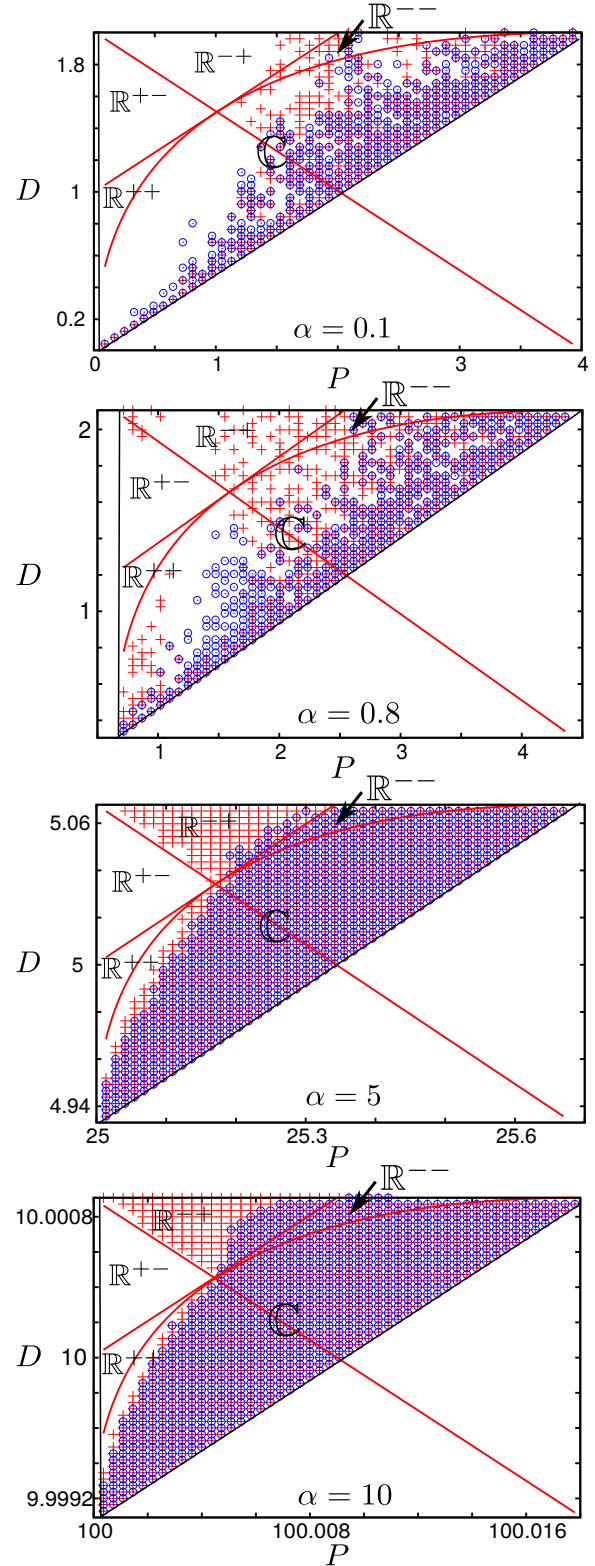 ℝ⁻⁻
1.8
ℝ⁻⁺
ℝ⁺⁻
ℂ
D
1
ℝ⁺⁺
0.2
α = 0.1
0 1 3 4
P
ℝ⁻⁻
2
ℝ⁻⁺
ℝ⁺⁻
ℂ
D
ℝ⁺⁺
1
α = 0.8
1 2 3 4
P
ℝ⁻⁻
5.06
ℝ⁻⁺
ℝ⁺⁻
ℂ
D
5
ℝ⁺⁺
4.94
α = 5
25 25.3 25.6
P
ℝ⁻⁻
10.0008
ℝ⁻⁺
ℝ⁺⁻
ℂ
D
10
ℝ⁺⁺
9.9992
α = 10
100 100.008 100.016
P